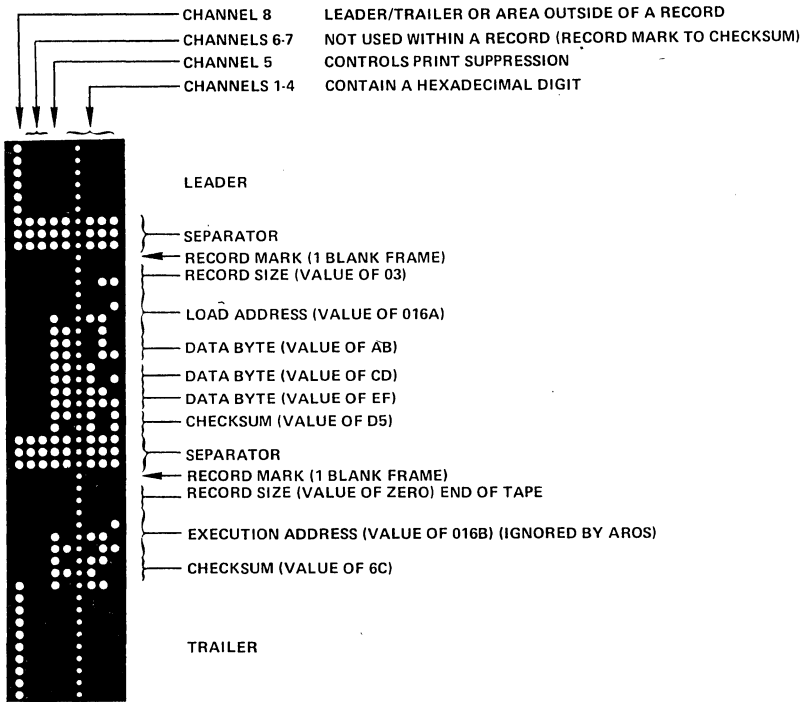 CHANNEL 8 LEADER/TRAILER OR AREA OUTSIDE OF A RECORD
CHANNELS 6-7 NOT USED WITHIN A RECORD (RECORD MARK TO CHECKSUM)
CHANNEL 5 CONTROLS PRINT SUPPRESSION
CHANNELS 1-4 CONTAIN A HEXADECIMAL DIGIT
LEADER
SEPARATOR
RECORD MARK (1 BLANK FRAME)
RECORD SIZE (VALUE OF 03)
LOAD ADDRESS (VALUE OF 016A)
DATA BYTE (VALUE OF AB)
DATA BYTE (VALUE OF CD)
DATA BYTE (VALUE OF EF)
CHECKSUM (VALUE OF D5)
SEPARATOR
RECORD MARK (1 BLANK FRAME)
RECORD SIZE (VALUE OF ZERO) END OF TAPE
EXECUTION ADDRESS (VALUE OF 016B) (IGNORED BY AROS)
CHECKSUM (VALUE OF 6C)
TRAILER